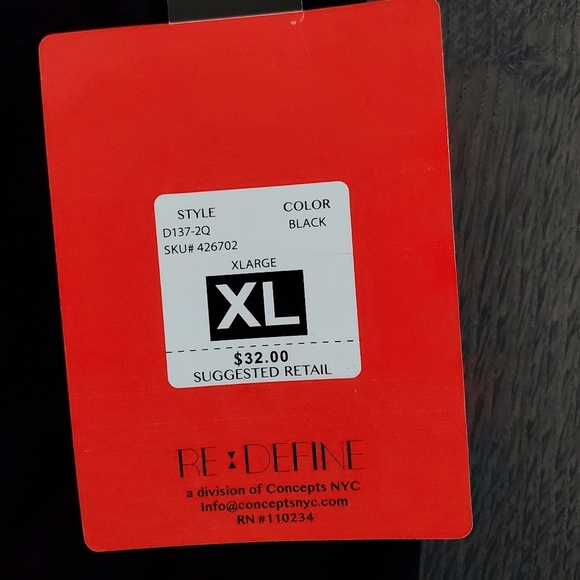 STYLE COLOR
D137-2Q BLACK
SKU# 426702
XLARGE
XL
$32.00
SUGGESTED RETAIL
RE:DEFINE
a division of Concepts NYC
Info@conceptsnyc.com
RN #110234